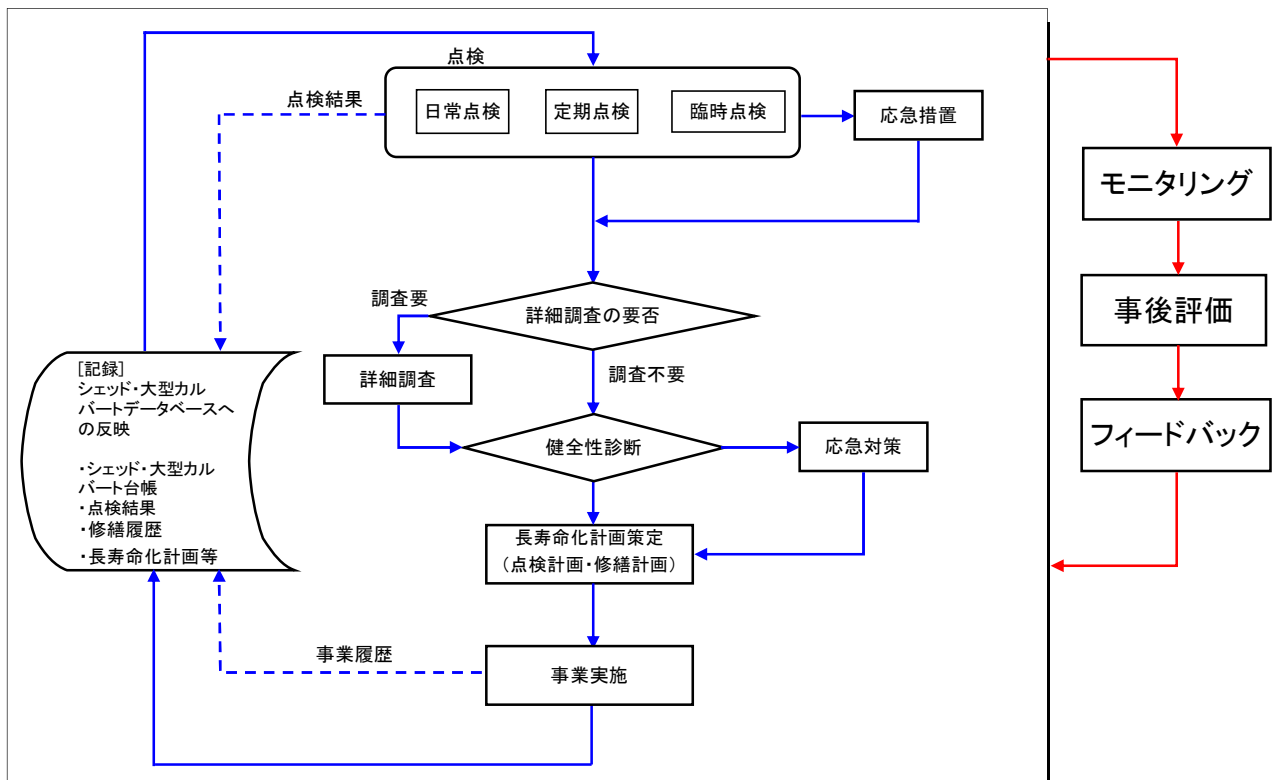 点検
点検結果
日常点検
定期点検
臨時点検
応急措置
モニタリング
事後評価
フィードバック
調査要
詳細調査の要否
詳細調査
調査不要
健全性診断
応急対策
[記録]
シェッド・大型カル
バートデータベースへ
の反映
・シェッド・大型カル
バート台帳
・点検結果
・修繕履歴
・長寿命化計画等
長寿命化計画策定
（点検計画・修繕計画）
事業履歴
事業実施